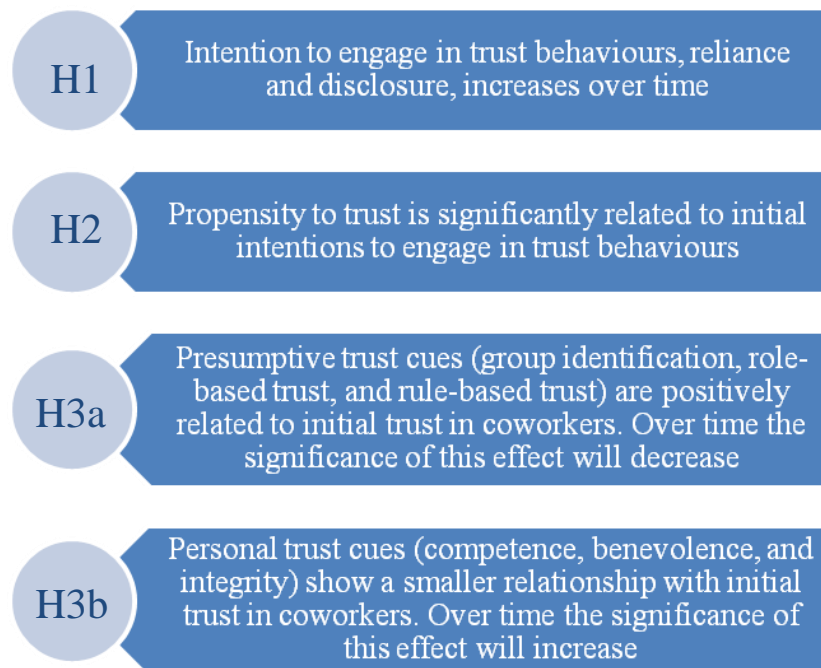 H1
Intention to engage in trust behaviours, reliance
and disclosure, increases over time
H2
Propensity to trust is significantly related to initial
intentions to engage in trust behaviours
H3a
Presumptive trust cues (group identification, role-
based trust, and rule-based trust) are positively
related to initial trust in coworkers. Over time the
significance of this effect will decrease
H3b
Personal trust cues (competence, benevolence, and
integrity) show a smaller relationship with initial
trust in coworkers. Over time the significance of
this effect will increase